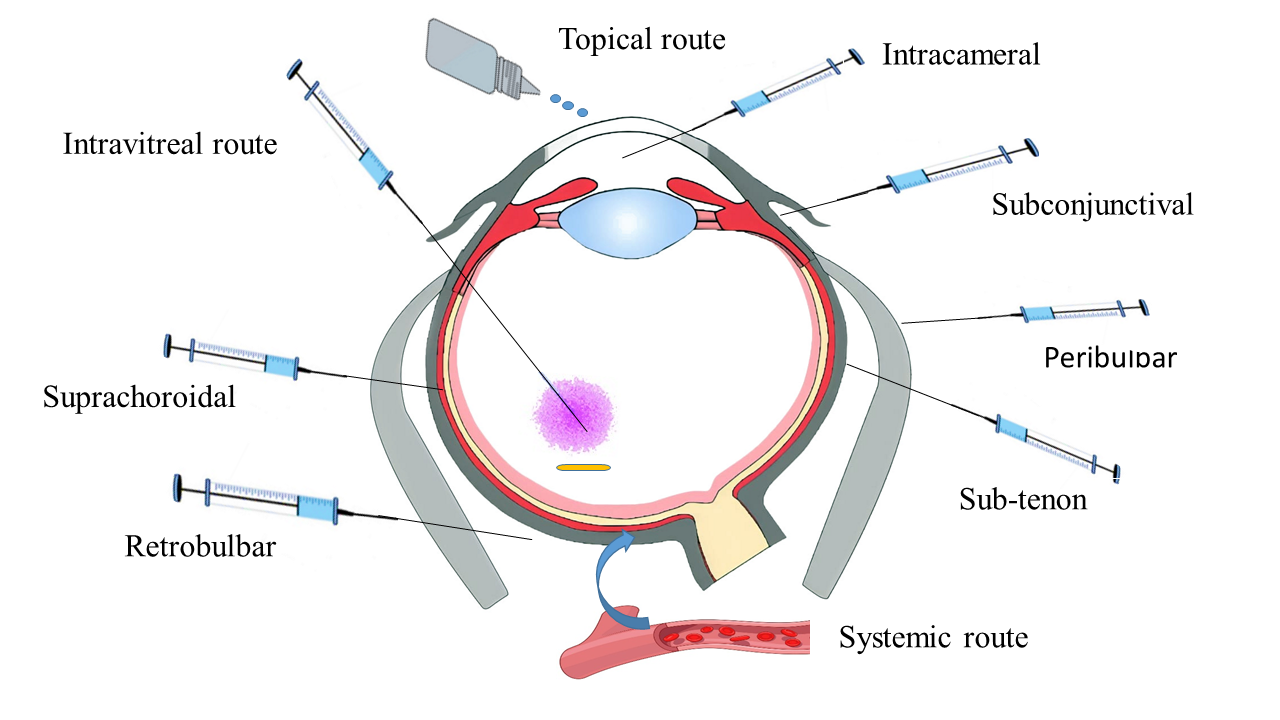 Topical route
Intracameral
Intravitreal route
Subconjunctival
Peribulbar
Suprachoroidal
Sub-tenon
Retrobulbar
Systemic route